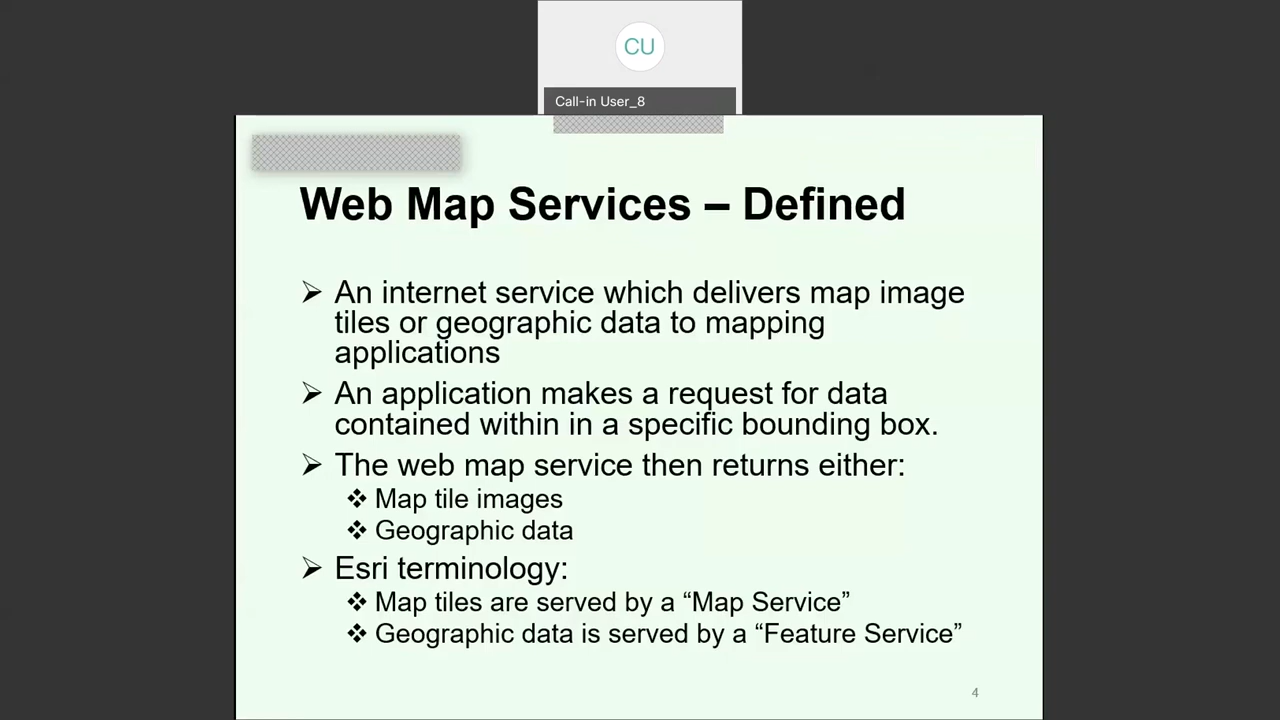 CU
Call-in User_8
Web Map Services – Defined
➢ An internet service which delivers map image
tiles or geographic data to mapping
applications
➢ An application makes a request for data
contained within in a specific bounding box.
➢ The web map service then returns either:
❖ Map tile images
❖ Geographic data
➢ Esri terminology:
❖ Map tiles are served by a “Map Service”
❖ Geographic data is served by a “Feature Service”
4